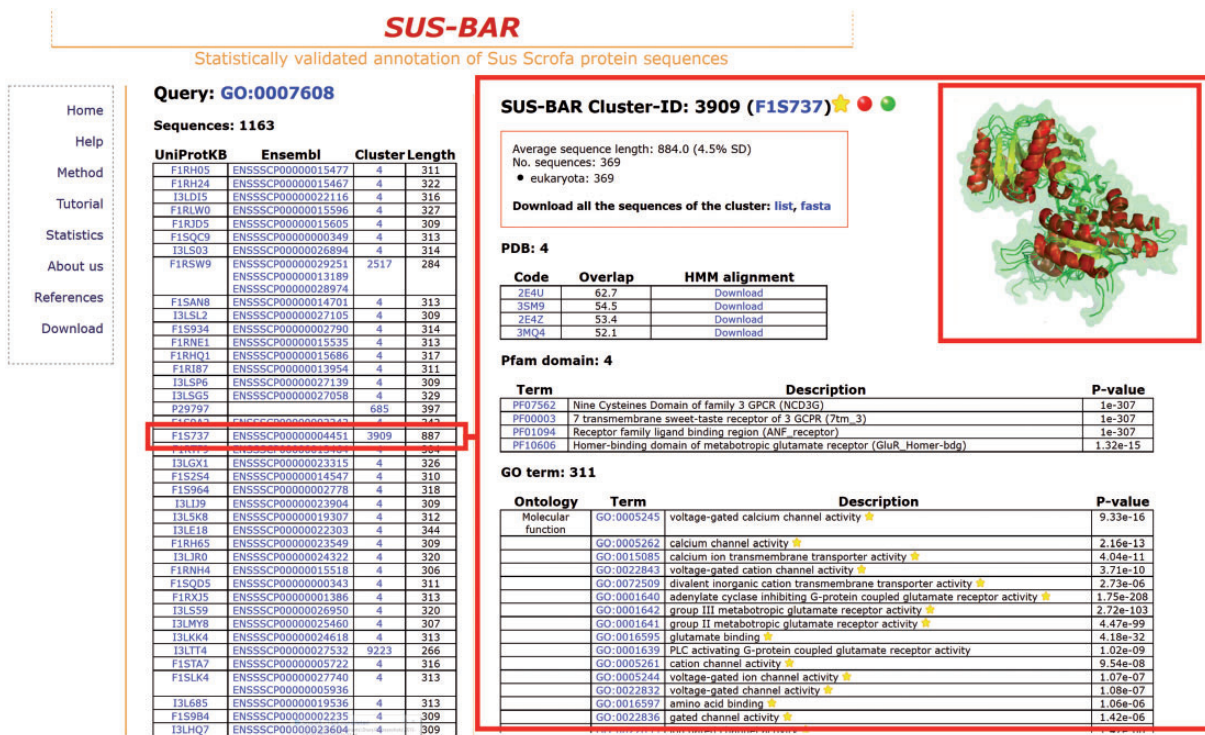 SUS-BAR
Statistically validated annotation of Sus Scrofa protein sequences
Home
Help
Method
Tutorial
Statistics
About us
References
Download
Query: GO:0007608
Sequences: 1163
UniProtKB Ensembl Cluster Length
F1RH05 ENSSSCP00000015477 4 311
F1RH24 ENSSSCP00000015467 4 322
I3LDI5 ENSSSCP00000022116 4 316
F1RLW0 ENSSSCP00000015596 4 327
F1RJD5 ENSSSCP00000015605 4 309
F1SQC9 ENSSSCP00000000349 4 313
I3LS03 ENSSSCP00000026894 4 314
F1RSW9 ENSSSCP00000029251 2517 284
ENSSSCP00000013189
ENSSSCP00000028974
F1SAN8 ENSSSCP00000014701 4 313
I3LSL2 ENSSSCP00000027105 4 309
F1S934 ENSSSCP00000002790 4 314
F1RNE1 ENSSSCP00000015535 4 313
F1RHQ1 ENSSSCP00000015686 4 317
F1RI87 ENSSSCP00000013954 4 311
I3LSP6 ENSSSCP00000027139 4 309
I3LSG5 ENSSSCP00000027058 4 329
P29797 685 397
F1S737 ENSSSCP00000004451 3909 887
I3LGX1 ENSSSCP00000023315 4 326
F1S2S4 ENSSSCP00000014547 4 310
F1S964 ENSSSCP00000002778 4 318
I3LIJ9 ENSSSCP00000023904 4 309
I3L5K8 ENSSSCP00000019307 4 312
I3LE18 ENSSSCP00000022303 4 344
F1RH65 ENSSSCP00000023549 4 309
I3LJR0 ENSSSCP00000024322 4 320
F1RNH4 ENSSSCP00000015518 4 306
F1SQD5 ENSSSCP00000000343 4 311
F1RXJ5 ENSSSCP00000001386 4 313
I3LS59 ENSSSCP00000026950 4 320
I3LMY8 ENSSSCP00000025460 4 307
I3LKK4 ENSSSCP00000024618 4 313
I3LTT4 ENSSSCP00000027532 9223 266
F1STA7 ENSSSCP00000005722 4 316
F1SLK4 ENSSSCP00000027740 4 313
ENSSSCP00000005936
I3L685 ENSSSCP00000019536 4 313
F1S9B4 ENSSSCP00000002235 4 309
I3LHQ7 ENSSSCP00000023604 4 309
SUS-BAR Cluster-ID: 3909 (F1S737)
Average sequence length: 884.0 (4.5% SD)
No. sequences: 369
• eukaryota: 369
Download all the sequences of the cluster: list, fasta
PDB: 4
Code Overlap HMM alignment
2E4U 62.7 Download
3SM9 54.5 Download
2E4Z 53.4 Download
3MQ4 52.1 Download
Pfam domain: 4
Term Description P-value
PF07562 Nine Cysteines Domain of family 3 GPCR (NCD3G) 1e-307
PF00003 7 transmembrane sweet-taste receptor of 3 GCPR (7tm_3) 1e-307
PF01094 Receptor family ligand binding region (ANF_receptor) 1e-307
PF10606 Homer-binding domain of metabotropic glutamate receptor (GluR_Homer-bdg) 1.32e-15
GO term: 311
Ontology Term Description P-value
Molecular function GO:0005245 voltage-gated calcium channel activity 9.33e-16
GO:0005262 calcium channel activity 2.16e-13
GO:0015085 calcium ion transmembrane transporter activity 4.04e-11
GO:0022843 voltage-gated cation channel activity 3.71e-10
GO:0072509 divalent inorganic cation transmembrane transporter activity 2.73e-06
GO:0001640 adenylate cyclase inhibiting G-protein coupled glutamate receptor activity 1.75e-208
GO:0001642 group III metabotropic glutamate receptor activity 2.72e-103
GO:0001641 group II metabotropic glutamate receptor activity 4.47e-99
GO:0016595 glutamate binding 4.18e-32
GO:0001639 PLC activating G-protein coupled glutamate receptor activity 1.02e-09
GO:0005261 cation channel activity 9.54e-08
GO:0005244 voltage-gated ion channel activity 1.07e-07
GO:0022832 voltage-gated channel activity 1.08e-07
GO:0016597 amino acid binding 1.06e-06
GO:0022836 gated channel activity 1.42e-06